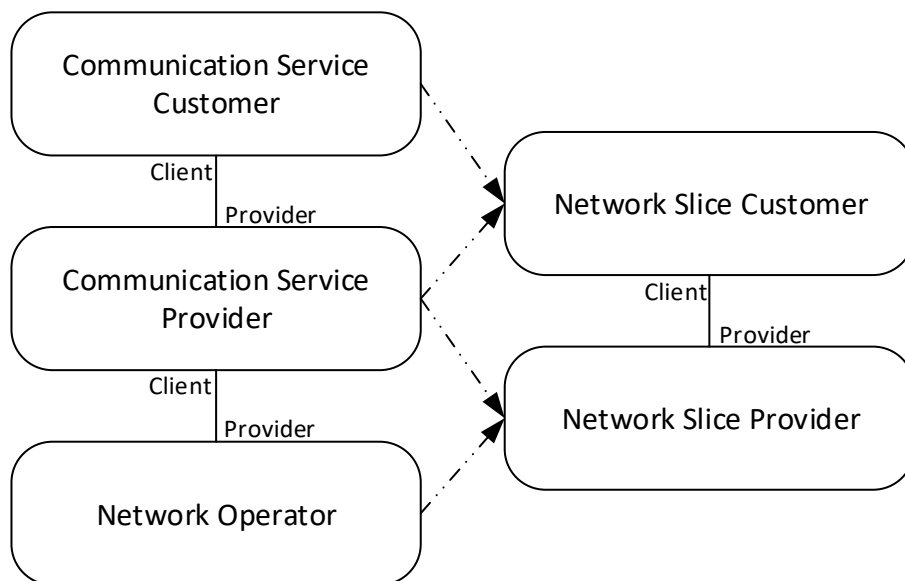 Communication Service
Customer
Client
Provider
Communication Service
Provider
Client
Provider
Network Operator
Network Slice Customer
Client
Provider
Network Slice Provider